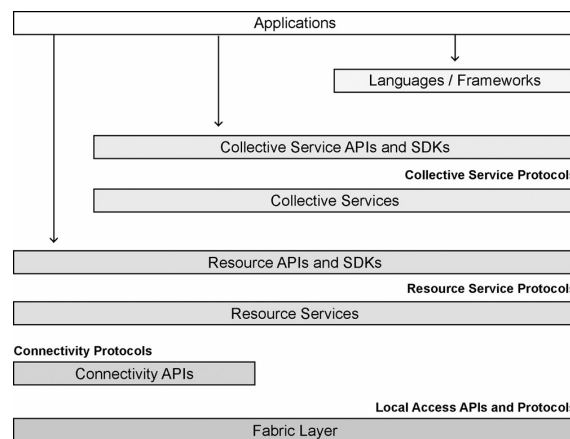 Applications
Languages / Frameworks
Collective Service APIs and SDKs
Collective Service Protocol
Collective Services
Resource APIs and SDKs
Resource Service Protocol
Resource Services
Connectivity Protocols
Connectivity APIs
Local Access APIs and Protocol
Fabric Layer